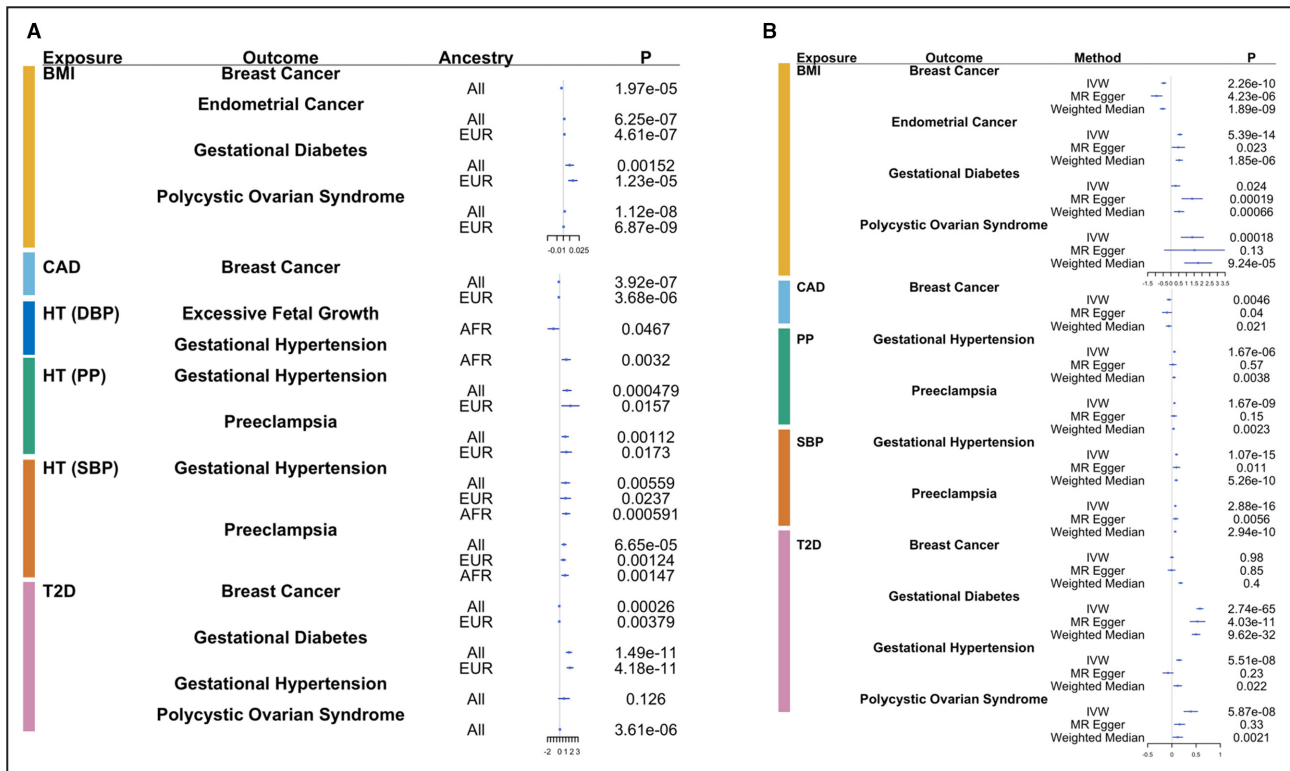 A
Exposure Outcome Ancestry P
BMI Breast Cancer
All 1.97e-05
Endometrial Cancer
All 6.25e-07
EUR 4.61e-07
Gestational Diabetes
All 0.00152
EUR 1.23e-05
Polycystic Ovarian Syndrome
All 1.12e-08
EUR 6.87e-09
-0.01 0.025
CAD Breast Cancer
All 3.92e-07
EUR 3.68e-06
HT (DBP) Excessive Fetal Growth
AFR 0.0467
Gestational Hypertension
AFR 0.0032
HT (PP) Gestational Hypertension
All 0.000479
EUR 0.0157
Preeclampsia
All 0.00112
EUR 0.0173
HT (SBP) Gestational Hypertension
All 0.00559
EUR 0.0237
AFR 0.000591
Preeclampsia
All 6.65e-05
EUR 0.00124
AFR 0.00147
T2D Breast Cancer
All 0.00026
EUR 0.00379
Gestational Diabetes
All 1.49e-11
EUR 4.18e-11
Gestational Hypertension
All 0.126
Polycystic Ovarian Syndrome
All 3.61e-06
-2 0 1 2 3
B
Exposure Outcome Method P
BMI Breast Cancer
IVW 2.26e-10
MR Egger 4.23e-06
Weighted Median 1.89e-09
Endometrial Cancer
IVW 5.39e-14
MR Egger 0.023
Weighted Median 1.85e-06
Gestational Diabetes
IVW 0.024
MR Egger 0.00019
Weighted Median 0.00066
Polycystic Ovarian Syndrome
IVW 0.00018
MR Egger 0.13
Weighted Median 9.24e-05
-1.5 -0.5 0.5 1.5 2.5 3.5
CAD Breast Cancer
IVW 0.0046
MR Egger 0.04
Weighted Median 0.021
PP Gestational Hypertension
IVW 1.67e-06
MR Egger 0.57
Weighted Median 0.0038
Preeclampsia
IVW 1.67e-09
MR Egger 0.15
Weighted Median 0.0023
SBP Gestational Hypertension
IVW 1.07e-15
MR Egger 0.011
Weighted Median 5.26e-10
Preeclampsia
IVW 2.88e-16
MR Egger 0.0056
Weighted Median 2.94e-10
T2D Breast Cancer
IVW 0.98
MR Egger 0.85
Weighted Median 0.4
Gestational Diabetes
IVW 2.74e-65
MR Egger 4.03e-11
Weighted Median 9.62e-32
Gestational Hypertension
IVW 5.51e-08
MR Egger 0.23
Weighted Median 0.022
Polycystic Ovarian Syndrome
IVW 5.87e-08
MR Egger 0.33
Weighted Median 0.0021
-0.5 0 0.5 1